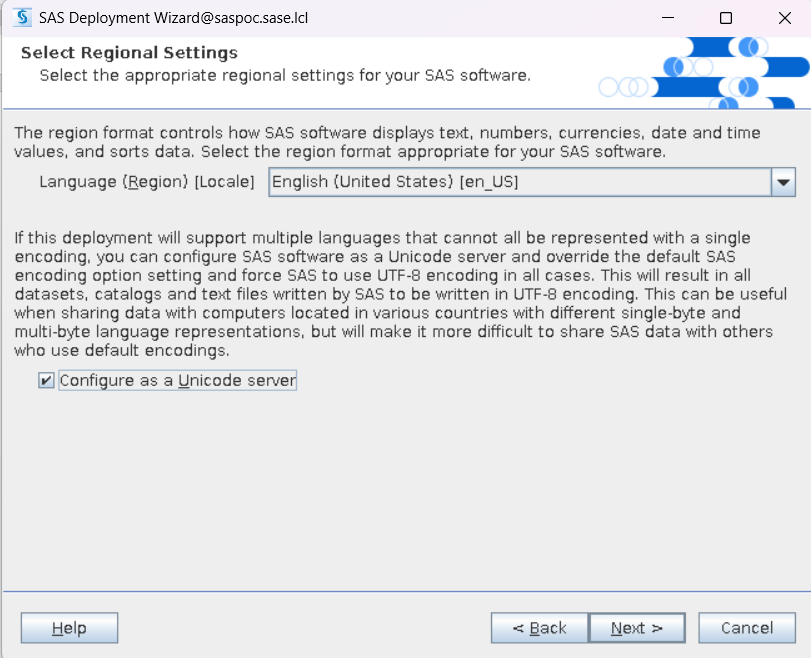 SAS Deployment Wizard@saspoc.sase.lcl
Select Regional Settings
Select the appropriate regional settings for your SAS software.
The region format controls how SAS software displays text, numbers, currencies, date and time
values, and sorts data. Select the region format appropriate for your SAS software.
Language (Region) [Locale] English (United States) [en_US]
If this deployment will support multiple languages that cannot all be represented with a single
encoding, you can configure SAS software as a Unicode server and override the default SAS
encoding option setting and force SAS to use UTF-8 encoding in all cases. This will result in all
datasets, catalogs and text files written by SAS to be written in UTF-8 encoding. This can be useful
when sharing data with computers located in various countries with different single-byte and
multi-byte language representations, but will make it more difficult to share SAS data with others
who use default encodings.
Configure as a Unicode server
Help < Back Next > Cancel